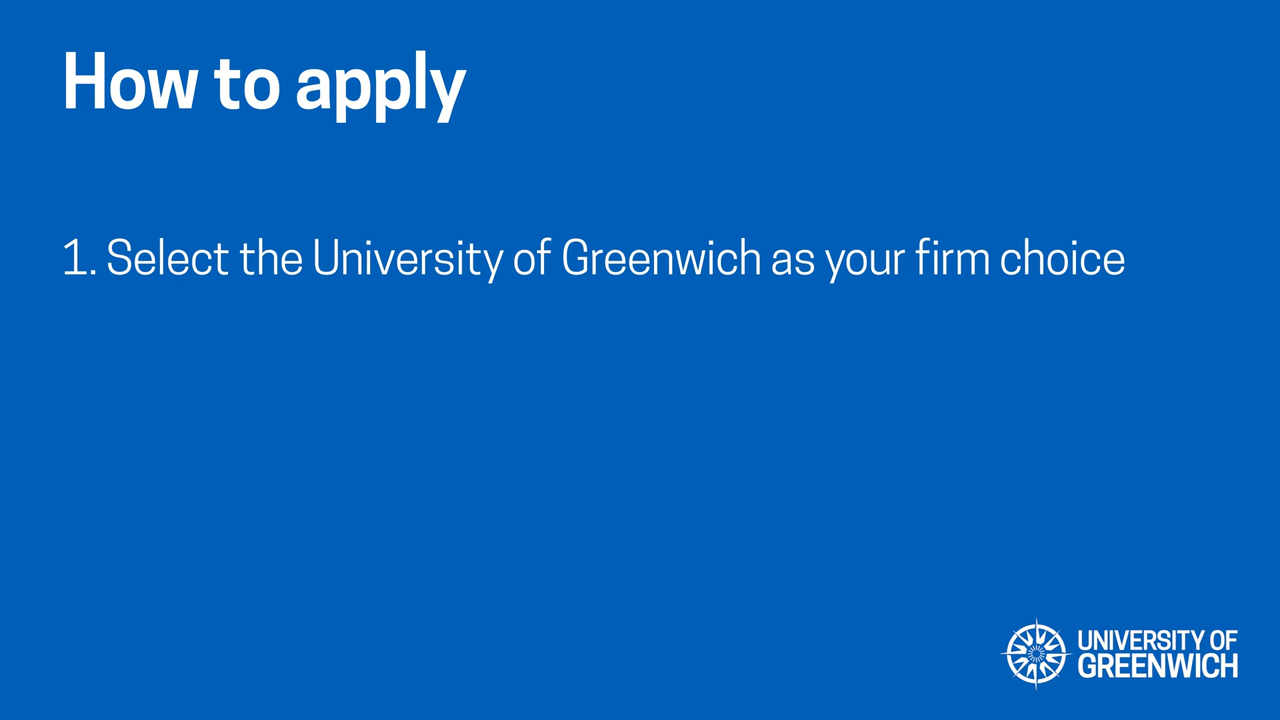 How to apply
1. Select the University of Greenwich as your firm choice
UNIVERSITY OF
GREENWICH